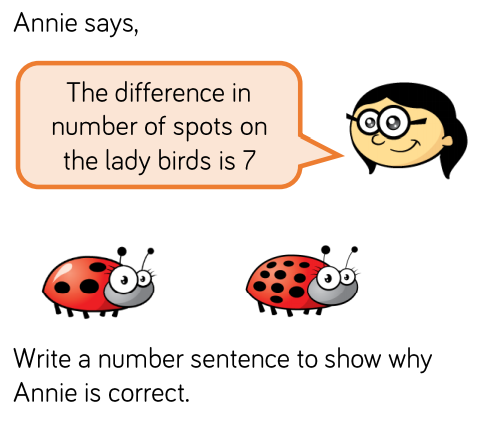 Annie says,
The difference in
number of spots on
the lady birds is 7
Write a number sentence to show why
Annie is correct.